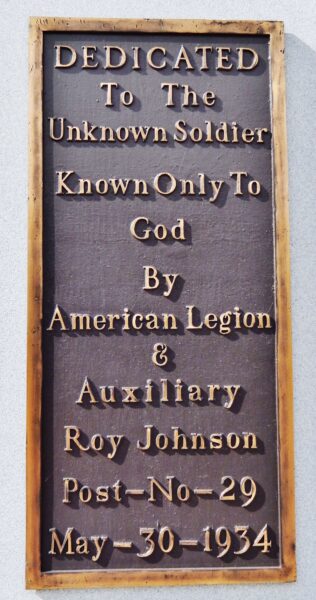 DEDICATED
To The
Unknown Soldier
Known Only To
God
By
American Legion
&
Auxiliary
Roy Johnson
Post-No-29
May-30-1934